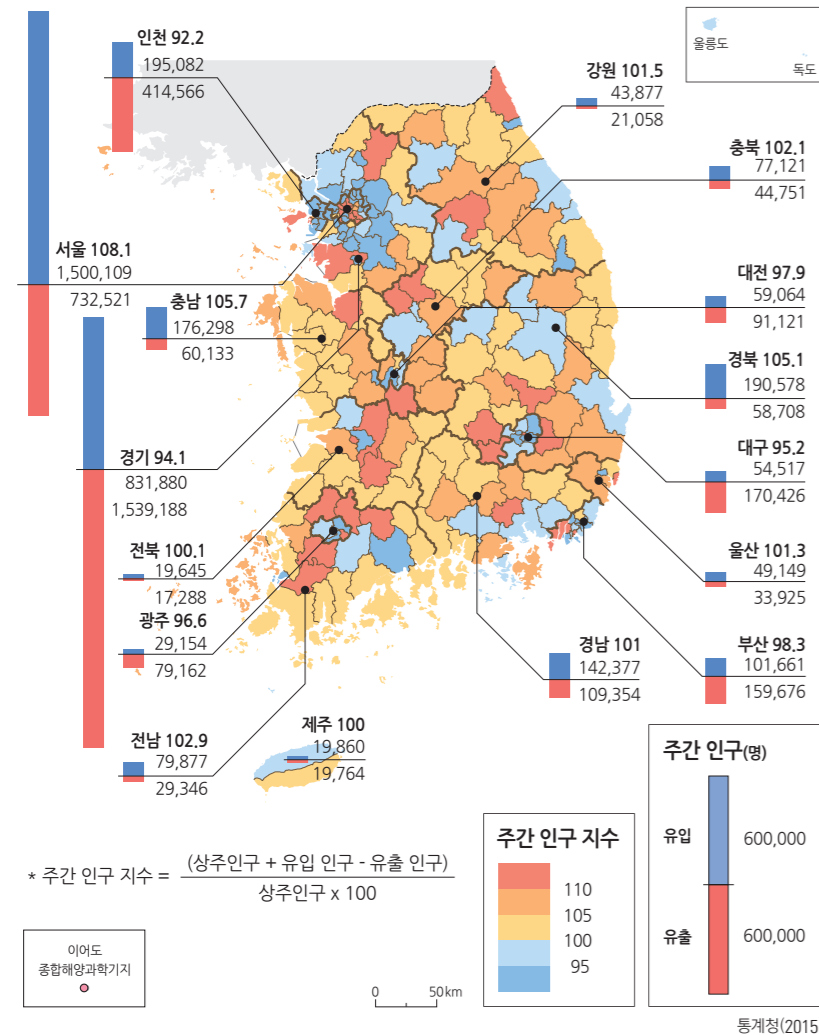 울릉도
독도
인천 92.2
195,082
414,566
강원 101.5
43,877
21,058
충북 102.1
77,121
44,751
서울 108.1
1,500,109
732,521
대전 97.9
59,064
91,121
충남 105.7
176,298
60,133
경북 105.1
190,578
58,708
대구 95.2
54,517
170,426
경기 94.1
831,880
1,539,188
전북 100.1
19,645
17,288
울산 101.3
49,149
33,925
광주 96.6
29,154
79,162
경남 101
142,377
109,354
부산 98.3
101,661
159,676
전남 102.9
79,877
29,346
제주 100
19,860
19,764
* 주간 인구 지수 = (상주인구 + 유입 인구 - 유출 인구)
상주인구 x 100
주간 인구 지수
110
105
100
95
주간 인구(명)
유입 600,000
유출 600,000
이어도
종합해양과학기지
0 50km
통계청(2015